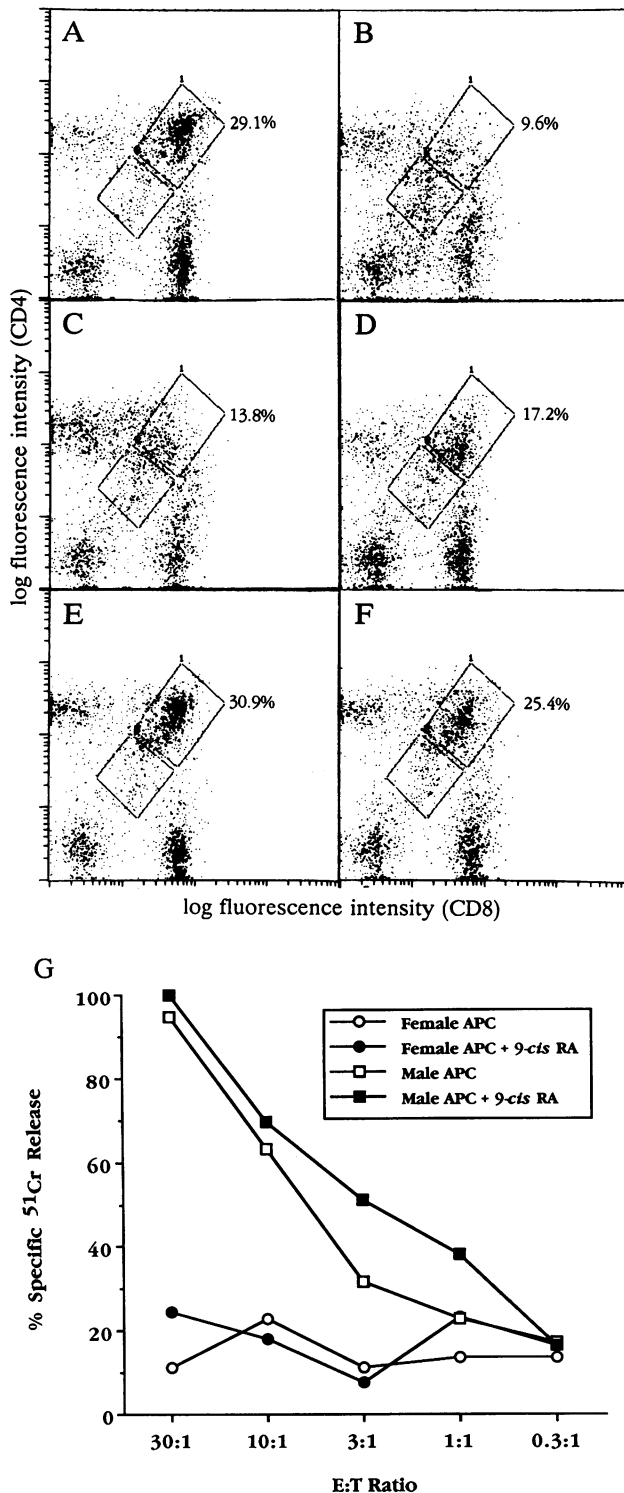 A
B
1
1
29.1%
9.6%
C
D
1
1
13.8%
17.2%
E
F
1
1
30.9%
25.4%
log fluorescence intensity (CD4)
log fluorescence intensity (CD8)
G
100
80
60
40
20
0
% Specific 51Cr Release
Female APC
Female APC + 9-cis RA
Male APC
Male APC + 9-cis RA
30:1
10:1
3:1
1:1
0.3:1
E:T Ratio